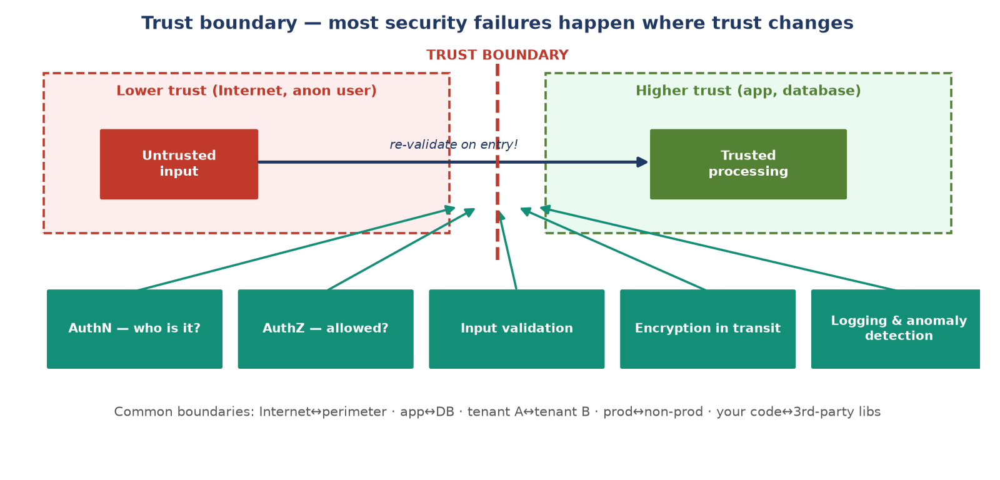 Trust boundary — most security failures happen where trust changes
TRUST BOUNDARY
Lower trust (Internet, anon user)
Higher trust (app, database)
re-validate on entry!
Untrusted
input
Trusted
processing
AuthN — who is it?
AuthZ — allowed?
Input validation
Encryption in transit
Logging & anomaly
detection
Common boundaries: Internet↔perimeter · app↔DB · tenant A↔tenant B · prod↔non-prod · your code↔3rd-party libs